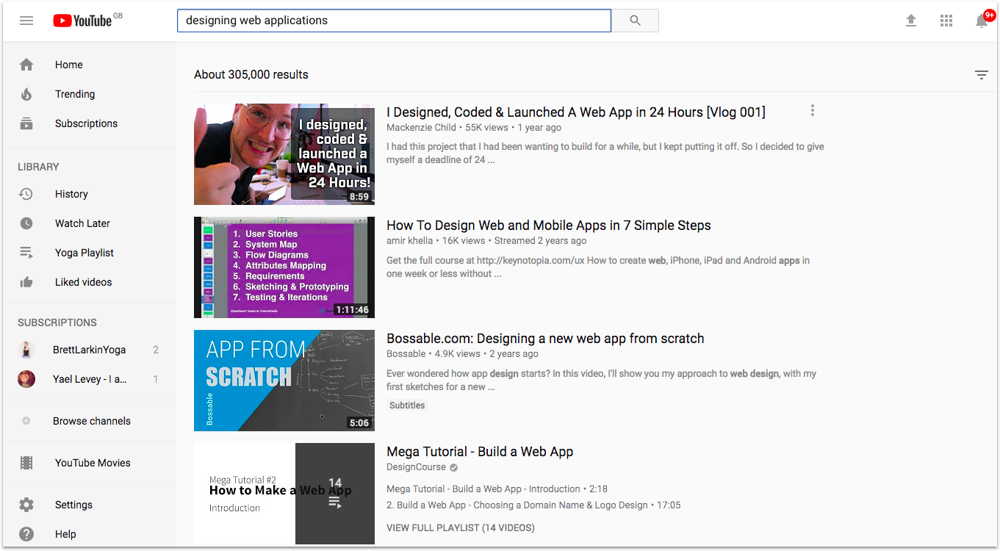 YouTube GB
designing web applications
9+
Home
Trending
Subscriptions
LIBRARY
History
Watch Later
Yoga Playlist
Liked videos
SUBSCRIPTIONS
BrettLarkinYoga 2
Yael Levey - I a... 1
Browse channels
YouTube Movies
Settings
Help
About 305,000 results
I designed,
coded &
launched a
Web App in
24 Hours!
8:59
I Designed, Coded & Launched A Web App in 24 Hours [Vlog 001]
Mackenzie Child • 55K views • 1 year ago
I had this project that I had been wanting to build for a while, but I kept putting it off. So I decided to give
myself a deadline of 24 ...
1. User Stories
2. System Map
3. Flow Diagrams
4. Attributes Mapping
5. Requirements
6. Sketching & Prototyping
7. Testing & Iterations
1:11:46
How To Design Web and Mobile Apps in 7 Simple Steps
amir khella • 16K views • Streamed 2 years ago
Get the full course at http://keynotopia.com/ux How to create web, iPhone, iPad and Android apps in
one week or less without ...
APP FROM
SCRATCH
Bossable
5:06
Bossable.com: Designing a new web app from scratch
Bossable • 4.9K views • 2 years ago
Ever wondered how app design starts? In this video, I'll show you my approach to web design, with my
first sketches for a new ...
Subtitles
Mega Tutorial #2
How to Make a Web App
Introduction
14
Mega Tutorial - Build a Web App
DesignCourse
Mega Tutorial - Build a Web App - Introduction • 2:18
2. Build a Web App - Choosing a Domain Name & Logo Design • 17:05
VIEW FULL PLAYLIST (14 VIDEOS)